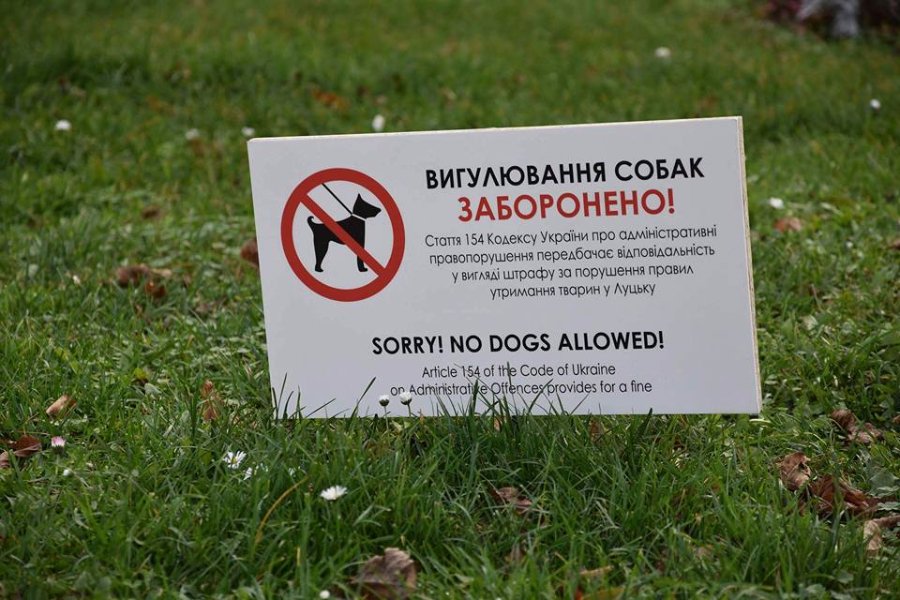 ВИГУЛЮВАННЯ СОБАК
ЗАБОРОНЕНО!
Стаття 154 Кодексу України про адміністративні
правопорушення передбачає відповідальність
у вигляді штрафу за порушення правил
утримання тварин у Луцьку
SORRY! NO DOGS ALLOWED!
Article 154 of the Code of Ukraine
on Administrative Offences provides for a fine